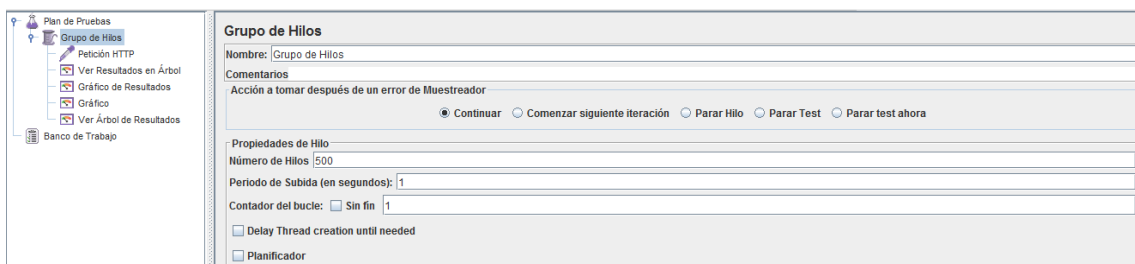 Plan de Pruebas
Grupo de Hilos
Petición HTTP
Ver Resultados en Árbol
Gráfico de Resultados
Gráfico
Ver Árbol de Resultados
Banco de Trabajo
Grupo de Hilos
Nombre: Grupo de Hilos
Comentarios
Acción a tomar después de un error de Muestreador
Continuar Comenzar siguiente iteración Parar Hilo Parar Test Parar test ahora
Propiedades de Hilo
Número de Hilos 500
Periodo de Subida (en segundos): 1
Contador del bucle: Sin fin 1
Delay Thread creation until needed
Planificador